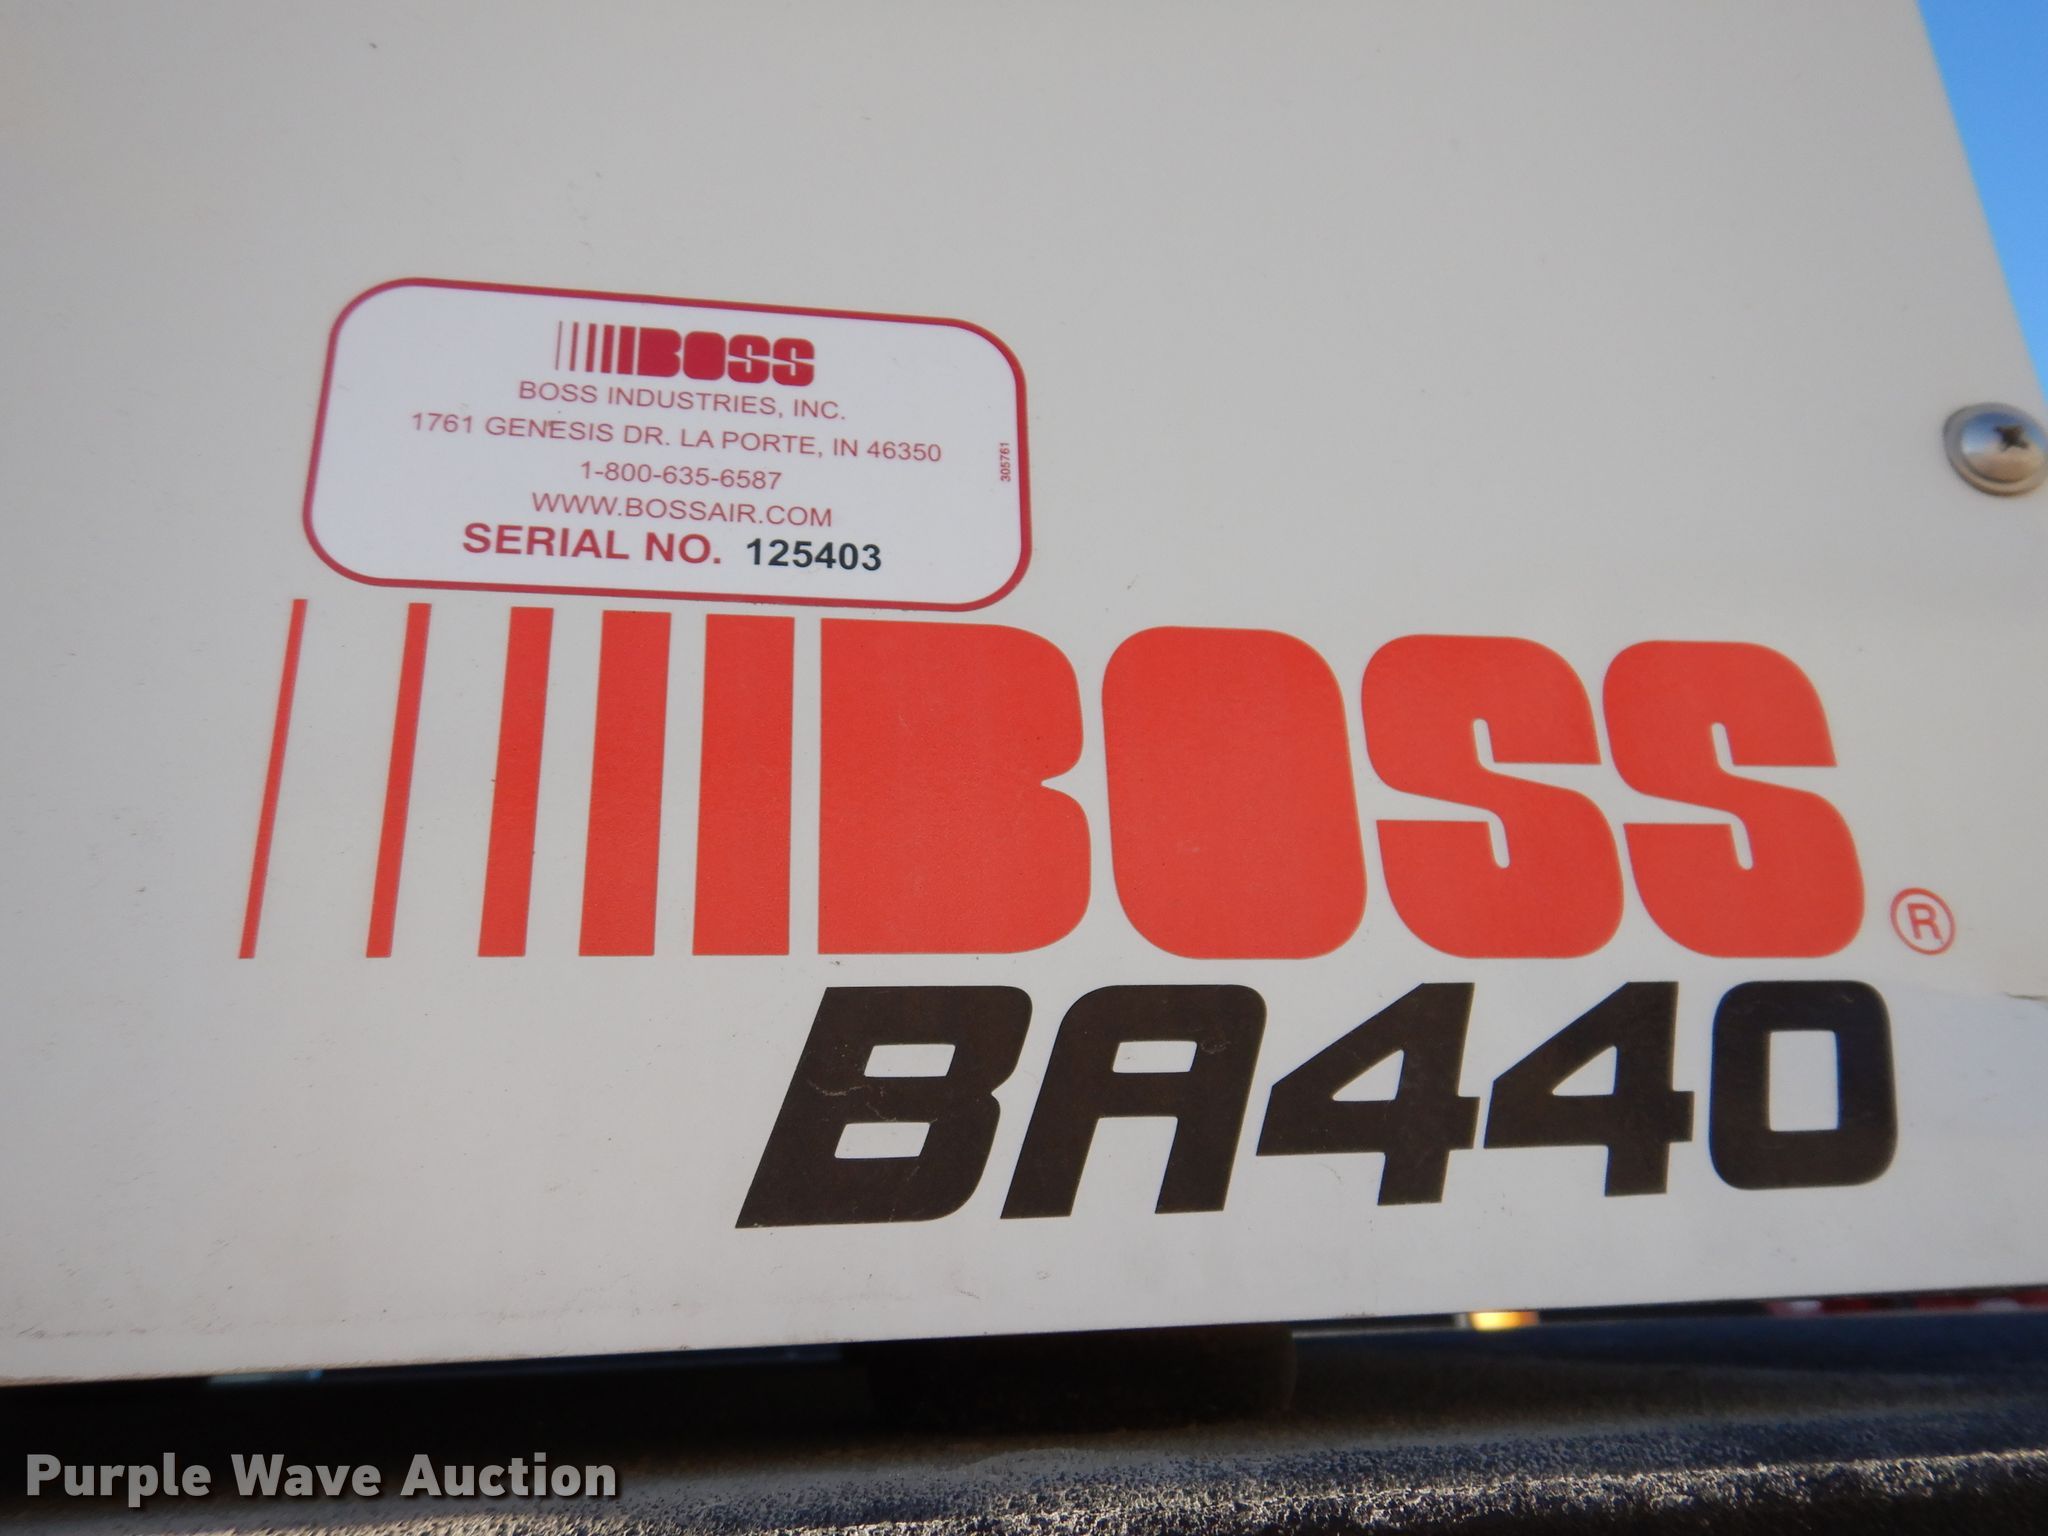 BOSS
BOSS INDUSTRIES, INC.
1761 GENESIS DR. LA PORTE, IN 46350
1-800-635-6587
WWW.BOSSAIR.COM
SERIAL NO. 125403
305761
BOSS®
BA440
Purple Wave Auction